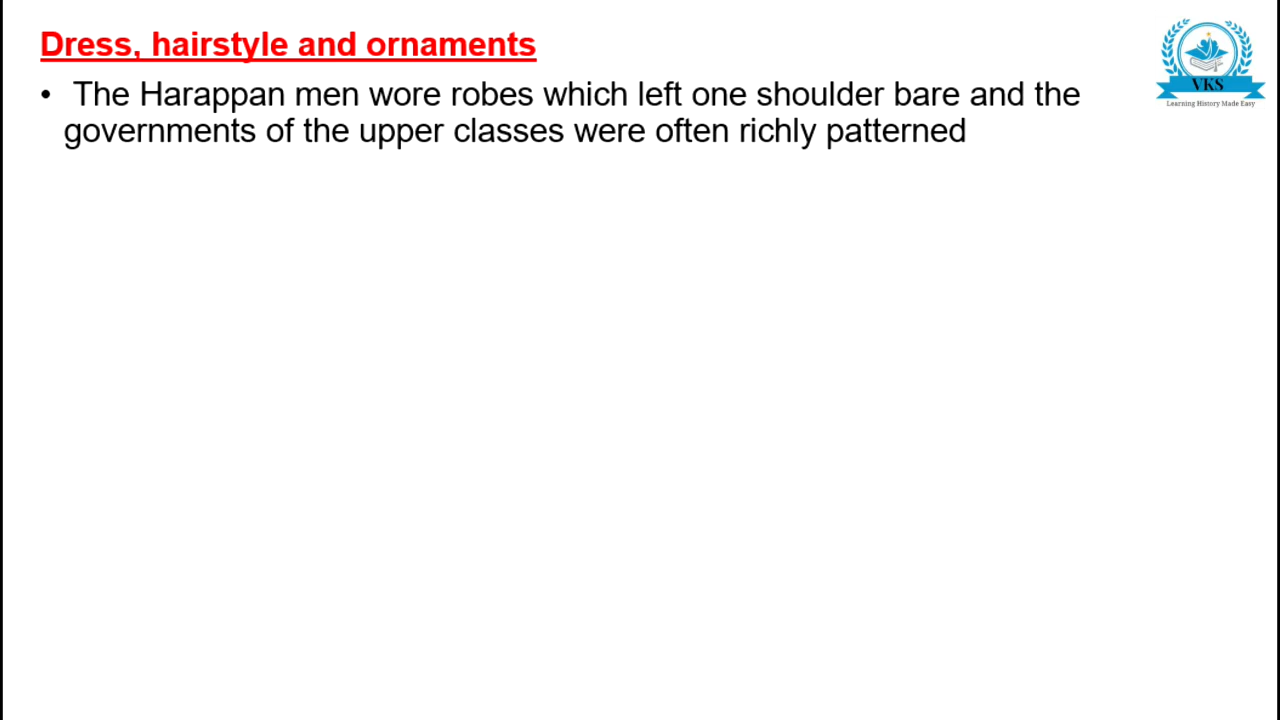 Dress, hairstyle and ornaments
• The Harappan men wore robes which left one shoulder bare and the
governments of the upper classes were often richly patterned
VKS
Learning History Made Easy